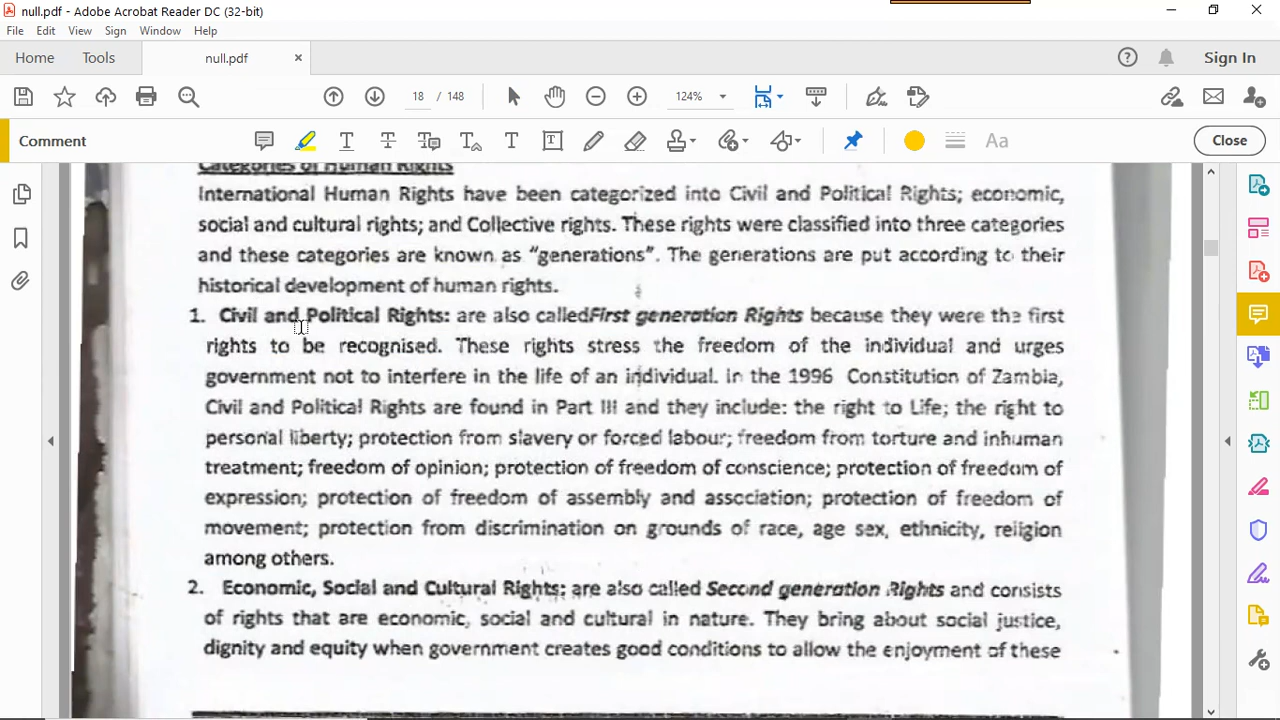 null.pdf - Adobe Acrobat Reader DC (32-bit)
File Edit View Sign Window Help
Home Tools null.pdf × Sign In
18 / 148 124%
Comment Aa Close
Categories of Human Rights
International Human Rights have been categorized into Civil and Political Rights; economic,
social and cultural rights; and Collective rights. These rights were classified into three categories
and these categories are known as "generations". The generations are put according to their
historical development of human rights.
1. Civil and Political Rights: are also calledFirst generation Rights because they were the first
rights to be recognised. These rights stress the freedom of the individual and urges
government not to interfere in the life of an individual. In the 1996 Constitution of Zambia,
Civil and Political Rights are found in Part III and they include: the right to Life; the right to
personal liberty; protection from slavery or forced labour; freedom from torture and inhuman
treatment; freedom of opinion; protection of freedom of conscience; protection of freedom of
expression; protection of freedom of assembly and association; protection of freedom of
movement; protection from discrimination on grounds of race, age sex, ethnicity, religion
among others.
2. Economic, Social and Cultural Rights: are also called Second generation Rights and consists
of rights that are economic, social and cultural in nature. They bring about social justice,
dignity and equity when government creates good conditions to allow the enjoyment of these